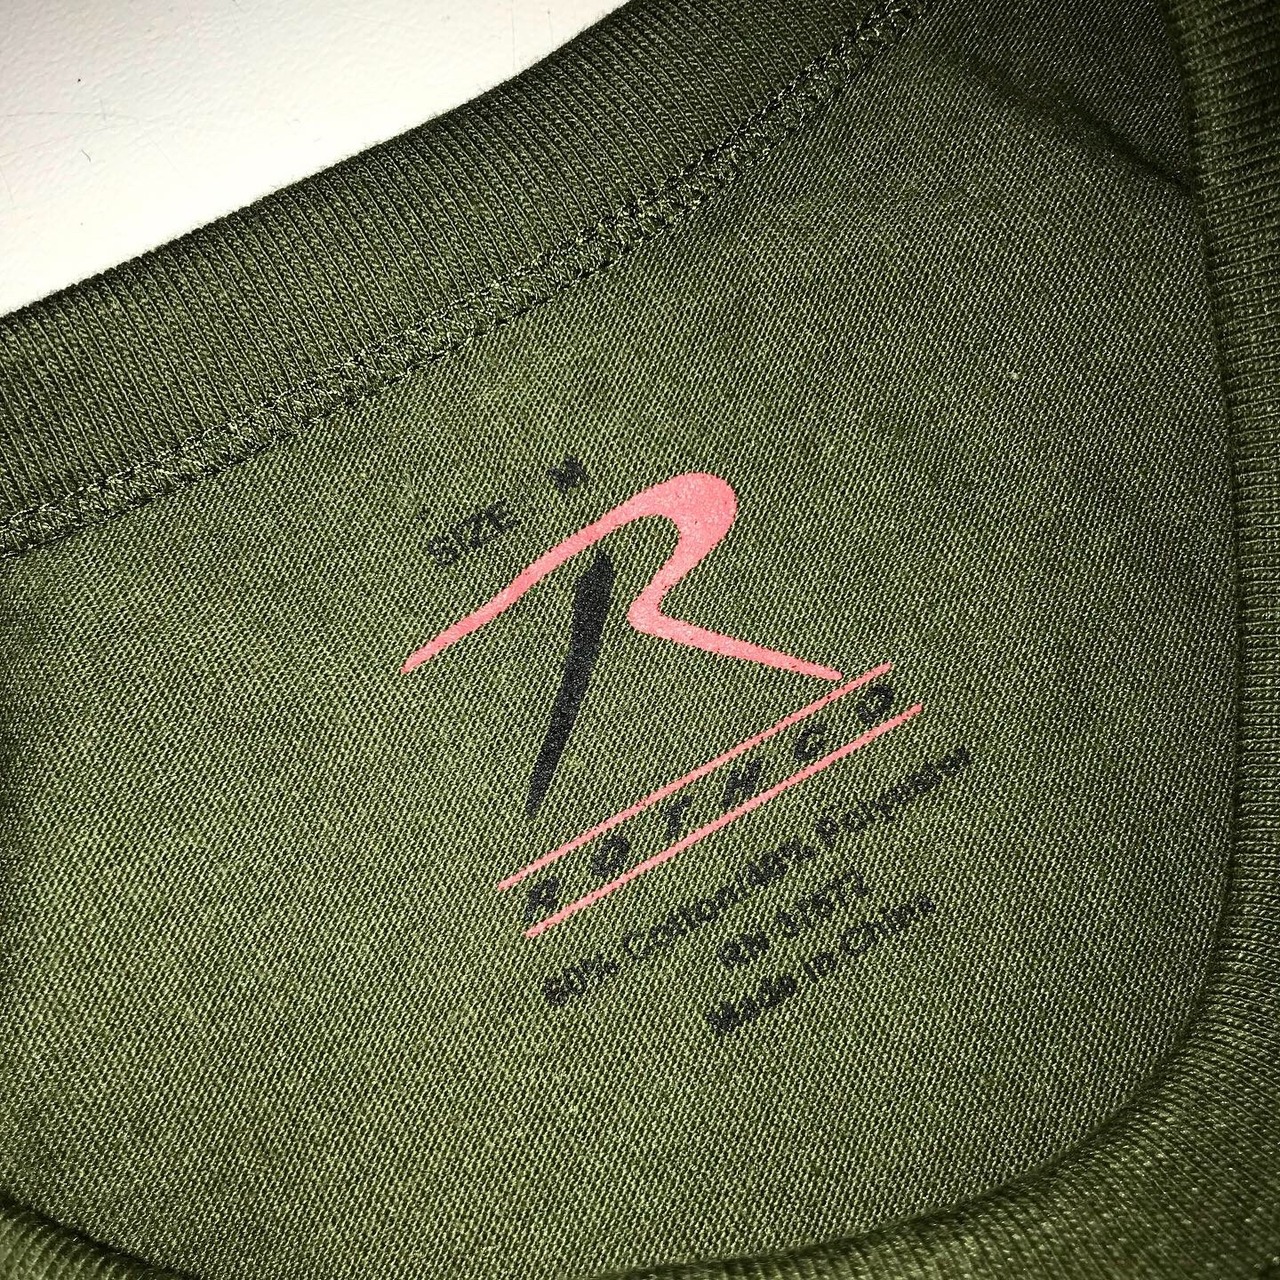 SIZE M
ROTHCO
60% Cotton/40% Polyester
RN
Made in China